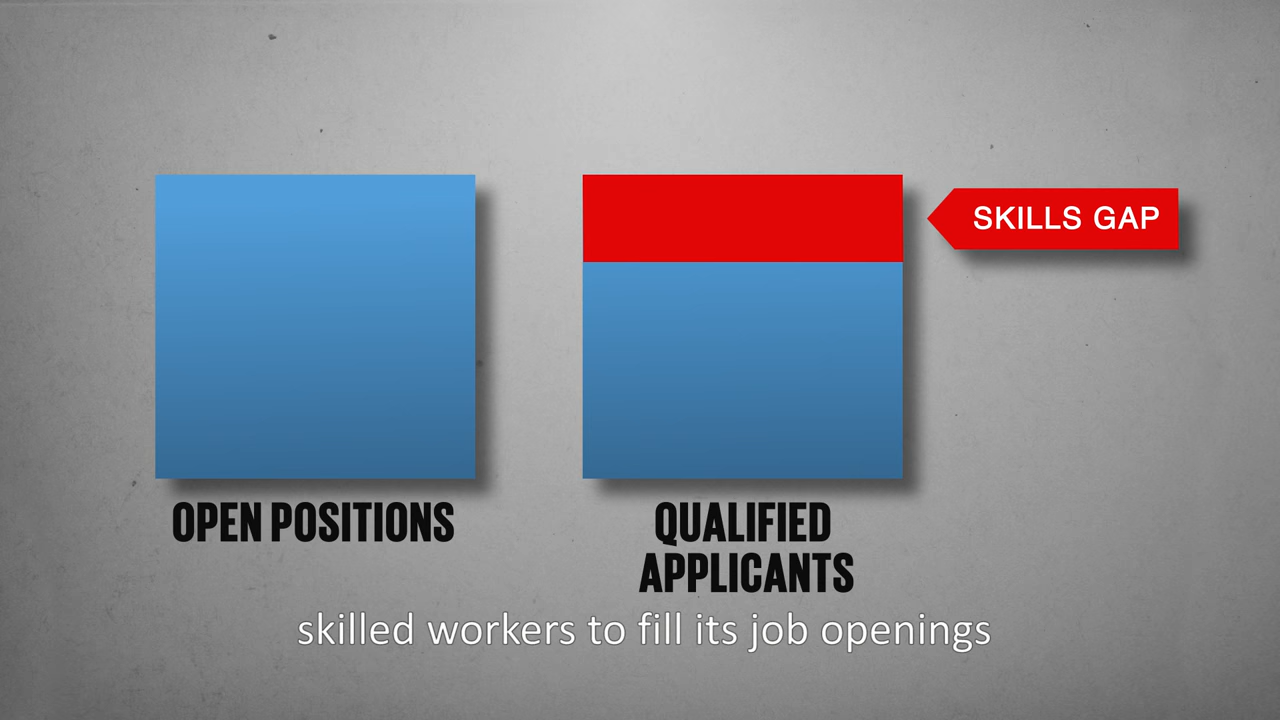 SKILLS GAP
OPEN POSITIONS
QUALIFIED
APPLICANTS
skilled workers to fill its job openings